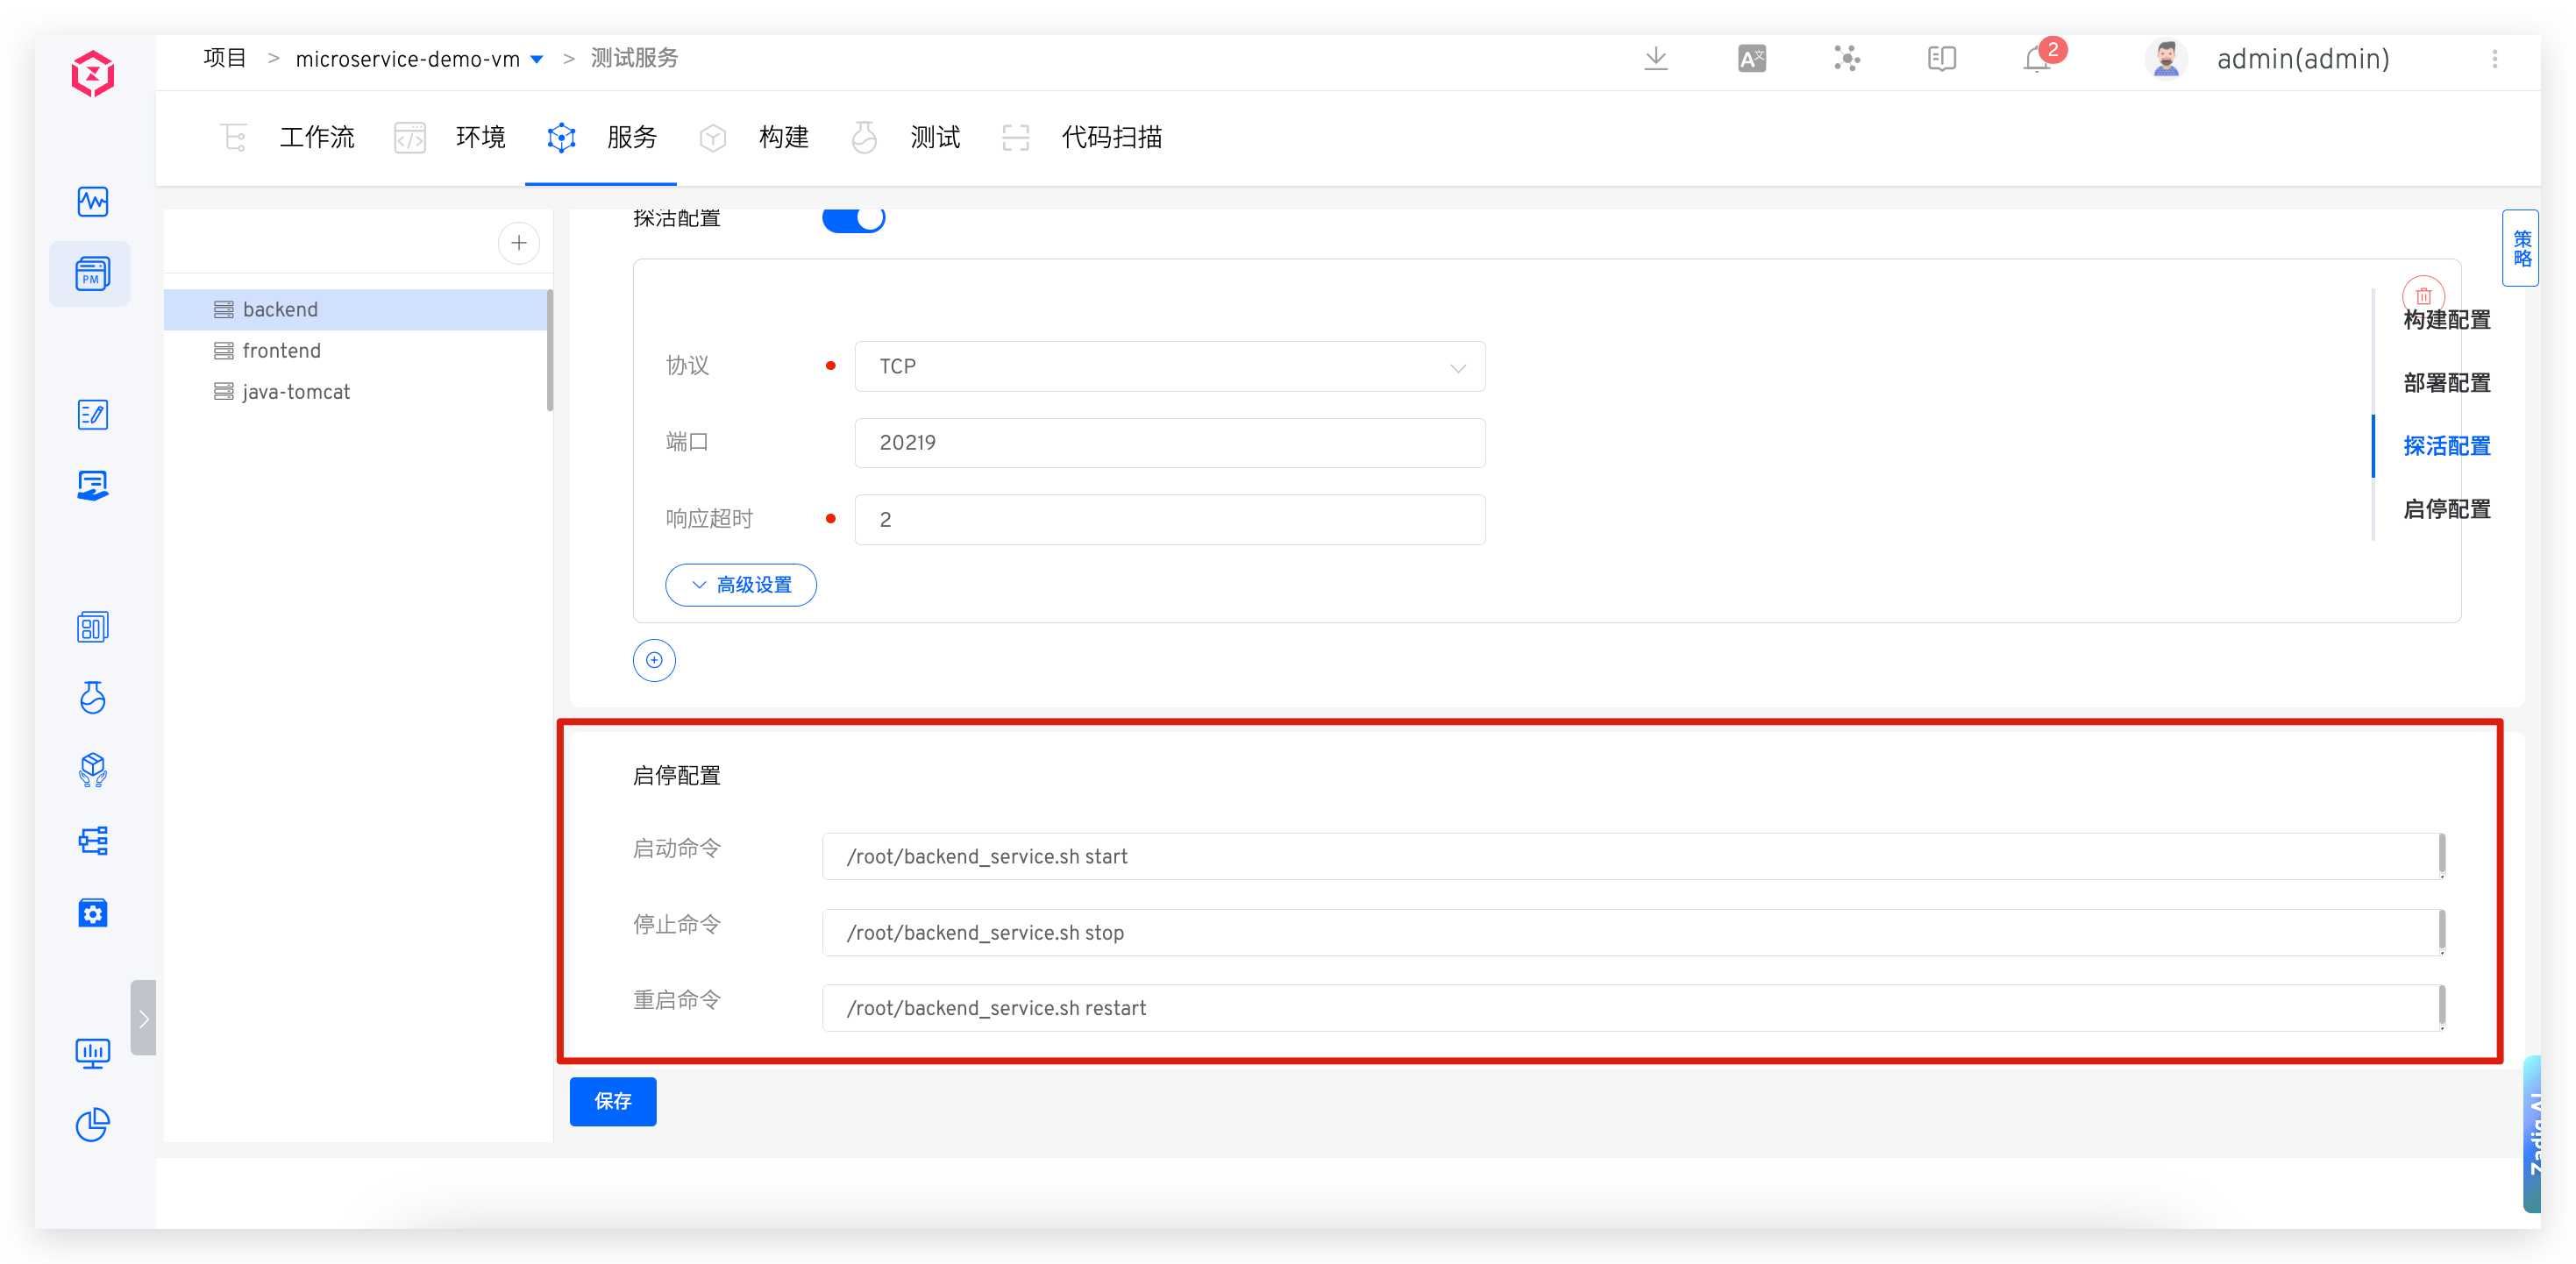 项目 > microservice-demo-vm > 测试服务
2
admin(admin)
工作流 环境 服务 构建 测试 代码扫描
PM
backend
frontend
java-tomcat
探活配置
策略
协议 TCP
端口 20219
响应超时 2
高级设置
构建配置
部署配置
探活配置
启停配置
启停配置
启动命令 /root/backend_service.sh start
停止命令 /root/backend_service.sh stop
重启命令 /root/backend_service.sh restart
保存
Zadig AI